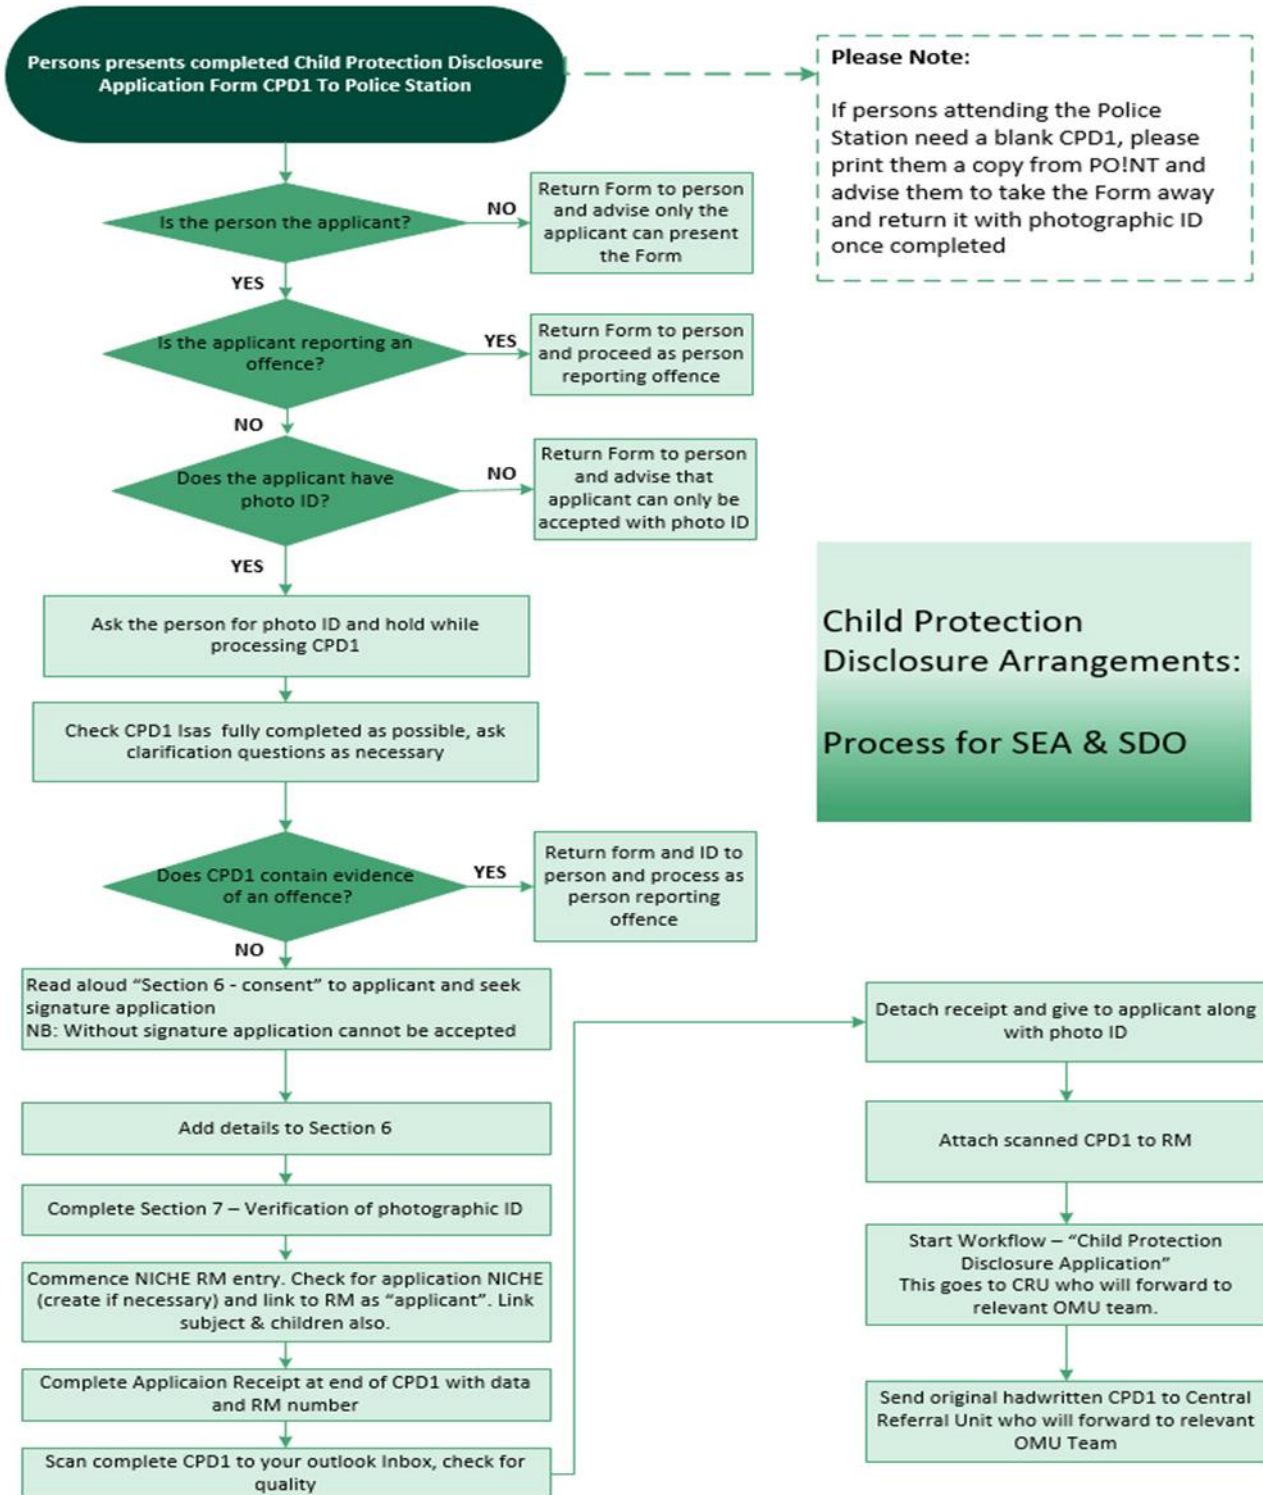 Persons presents completed Child Protection Disclosure
Application Form CPD1 To Police Station
Please Note:
If persons attending the Police
Station need a blank CPD1, please
print them a copy from PO!NT and
advise them to take the Form away
and return it with photographic ID
once completed
Is the person the applicant?
NO
Return Form to person
and advise only the
applicant can present
the Form
YES
Is the applicant reporting an
offence?
YES
Return Form to person
and proceed as person
reporting offence
NO
Does the applicant have
photo ID?
NO
Return Form to person
and advise that
applicant can only be
accepted with photo ID
YES
Ask the person for photo ID and hold while
processing CPD1
Child Protection
Disclosure Arrangements:
Process for SEA & SDO
Check CPD1 Isas fully completed as possible, ask
clarification questions as necessary
Does CPD1 contain evidence
of an offence?
YES
Return form and ID to
person and process as
person reporting
offence
NO
Read aloud “Section 6 - consent” to applicant and seek
signature application
NB: Without signature application cannot be accepted
Add details to Section 6
Complete Section 7 – Verification of photographic ID
Commence NICHE RM entry. Check for application NICHE
(create if necessary) and link to RM as “applicant”. Link
subject & children also.
Complete Applicaion Receipt at end of CPD1 with data
and RM number
Scan complete CPD1 to your outlook Inbox, check for
quality
Detach receipt and give to applicant along
with photo ID
Attach scanned CPD1 to RM
Start Workflow – “Child Protection
Disclosure Application”
This goes to CRU who will forward to
relevant OMU team.
Send original hadwritten CPD1 to Central
Referral Unit who will forward to relevant
OMU Team